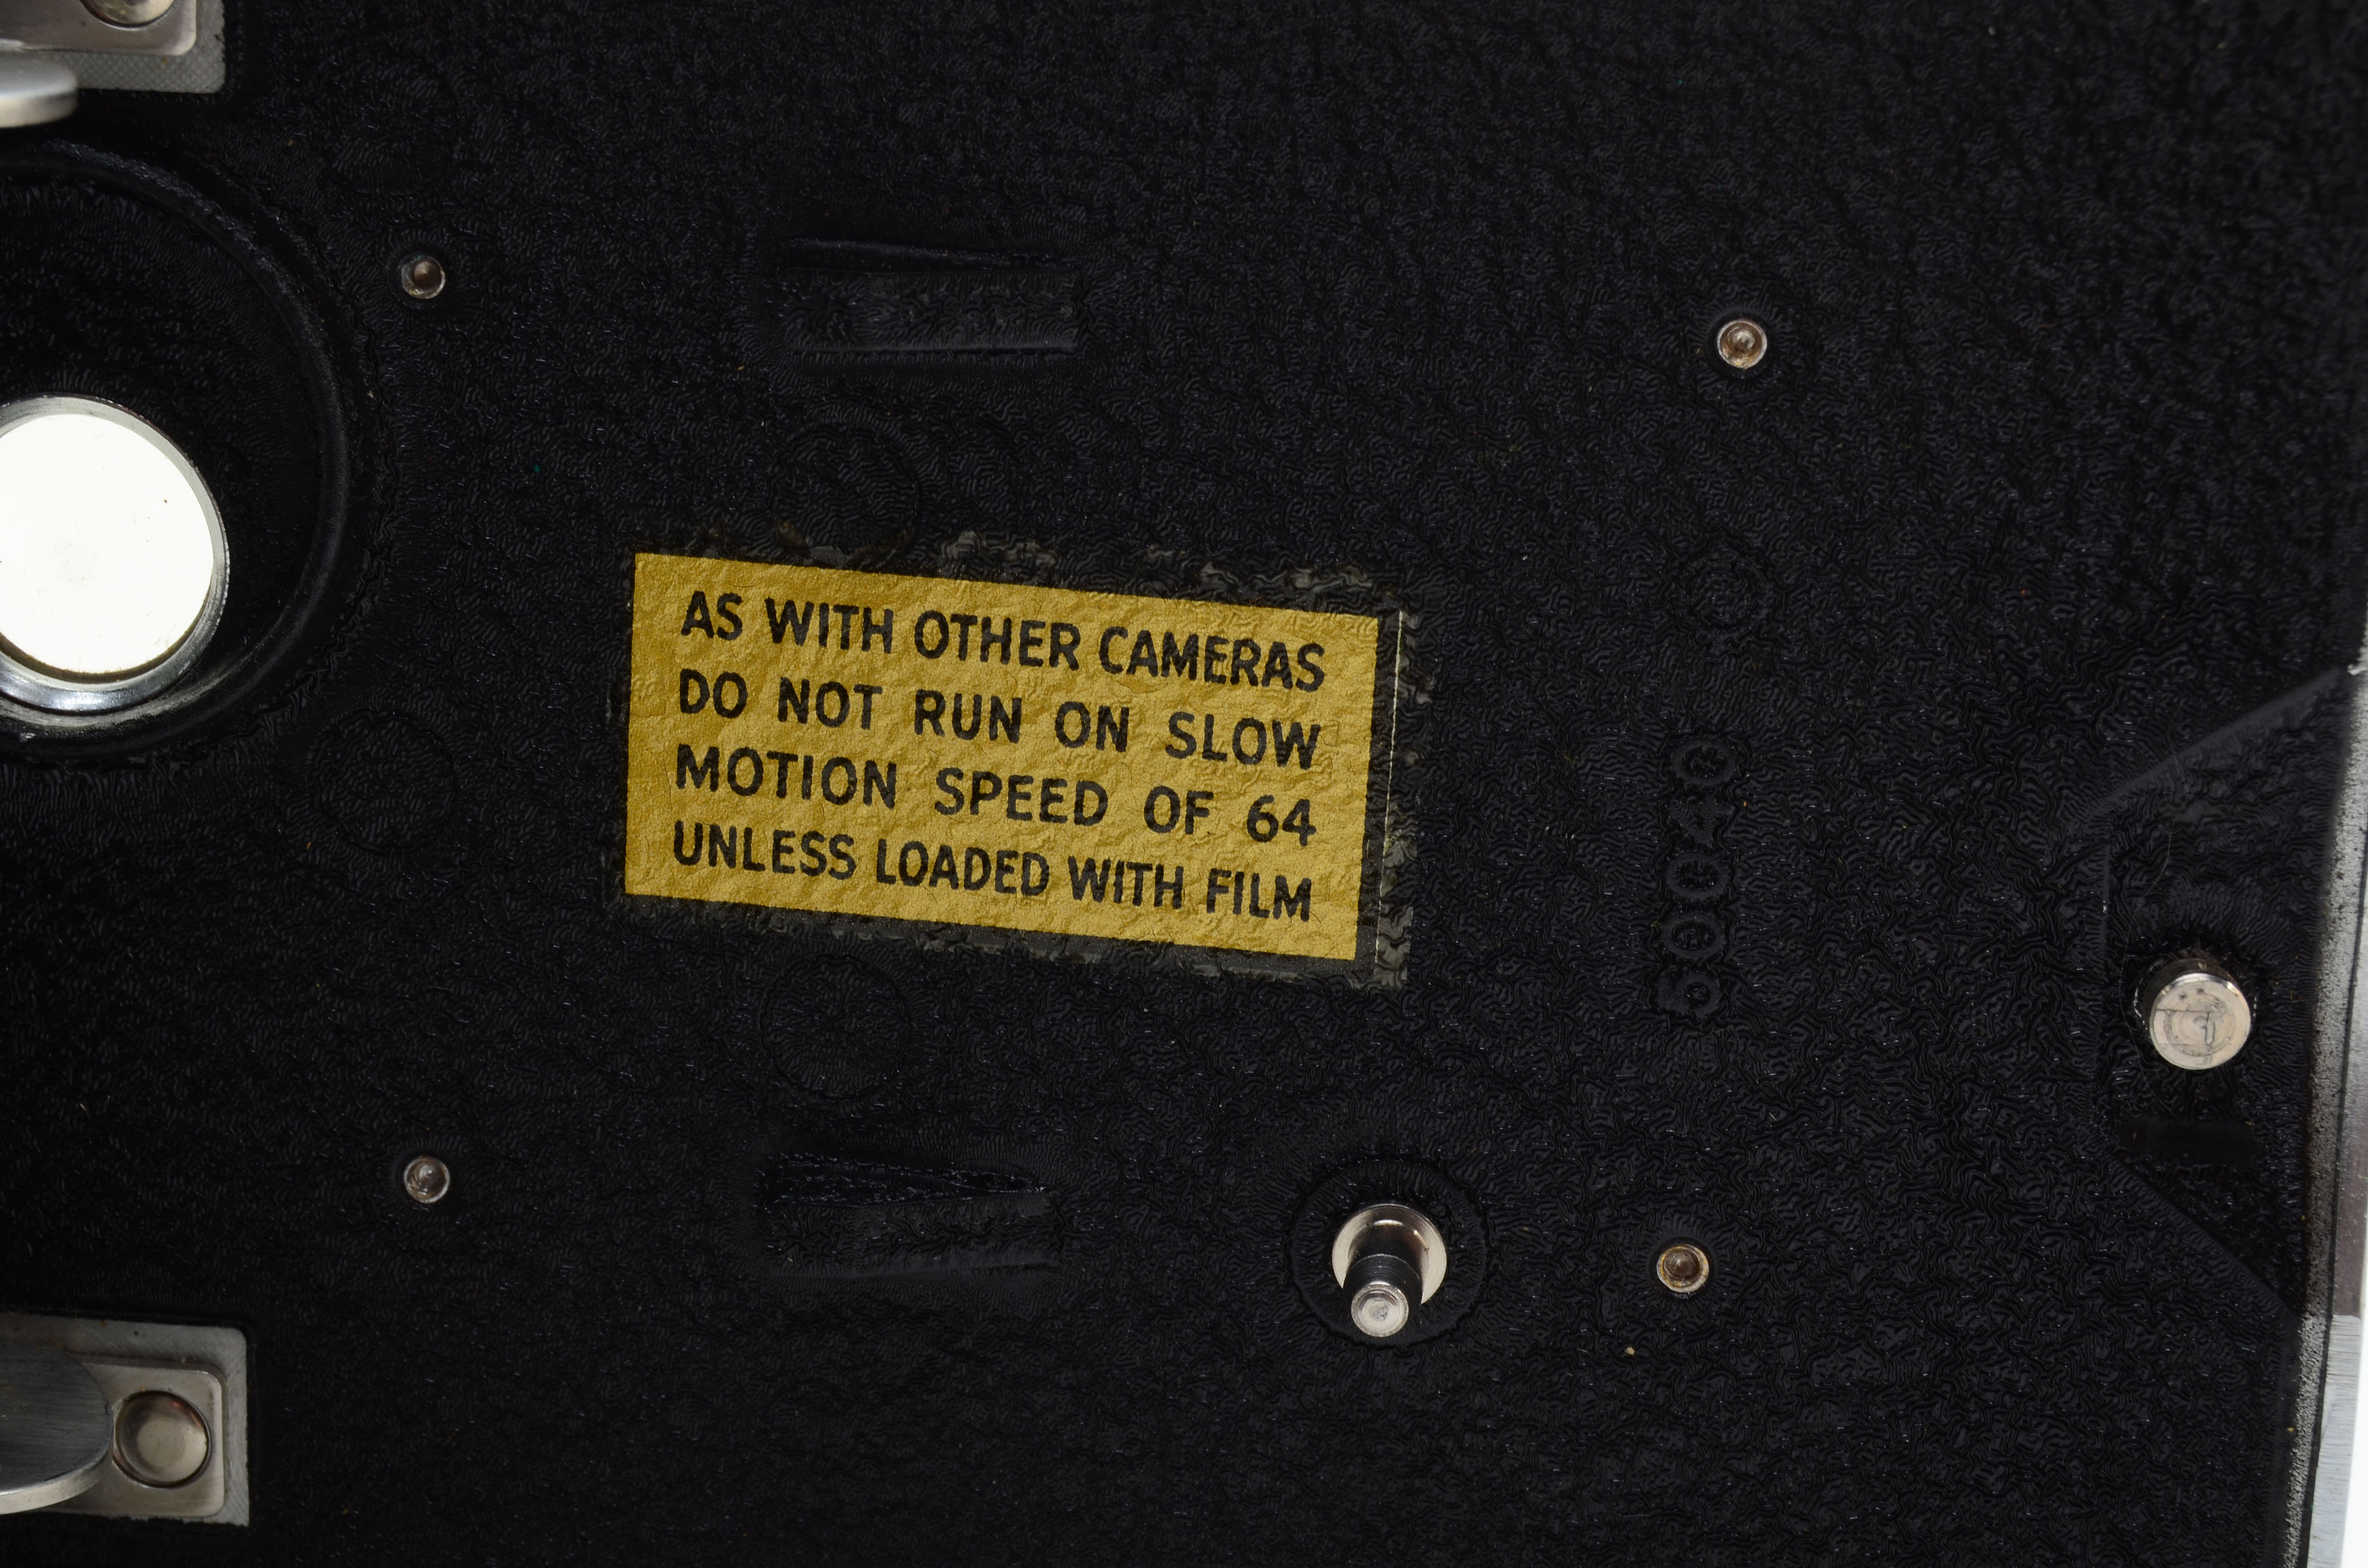 AS WITH OTHER CAMERAS
DO NOT RUN ON SLOW
MOTION SPEED OF 64
UNLESS LOADED WITH FILM
50040